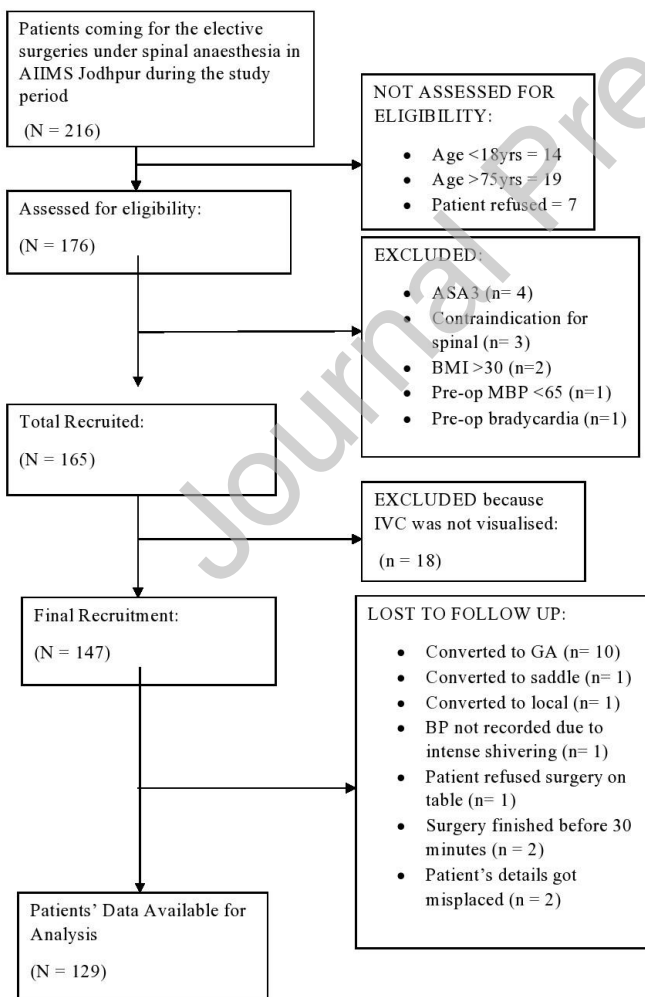 Patients coming for the elective
surgeries under spinal anaesthesia in
AIIMS Jodhpur during the study
period
(N = 216)
NOT ASSESSED FOR
ELIGIBILITY:
• Age <18yrs = 14
• Age >75yrs = 19
• Patient refused = 7
Assessed for eligibility:
(N = 176)
EXCLUDED:
• ASA3 (n= 4)
• Contraindication for
spinal (n= 3)
• BMI >30 (n=2)
• Pre-op MBP <65 (n=1)
• Pre-op bradycardia (n=1)
Total Recruited:
(N = 165)
EXCLUDED because
IVC was not visualised:
(n = 18)
Final Recruitment:
(N = 147)
LOST TO FOLLOW UP:
• Converted to GA (n= 10)
• Converted to saddle (n= 1)
• Converted to local (n= 1)
• BP not recorded due to
intense shivering (n= 1)
• Patient refused surgery on
table (n= 1)
• Surgery finished before 30
minutes (n = 2)
• Patient's details got
misplaced (n = 2)
Patients' Data Available for
Analysis
(N = 129)
Journal Pre